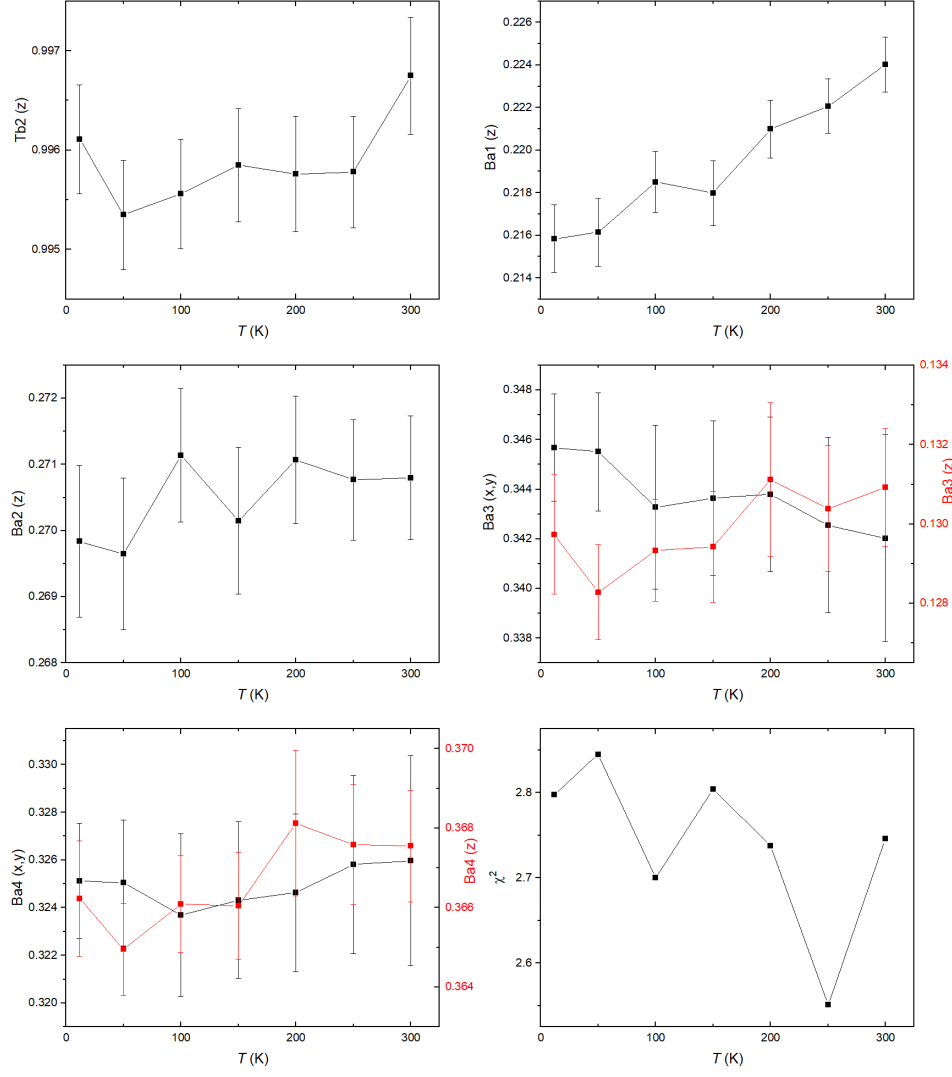 0.997
0.996
0.995
Tb2 (z)
0 100 200 300
T (K)
0.226
0.224
0.222
0.220
0.218
0.216
0.214
Ba1 (z)
0 100 200 300
T (K)
0.272
0.271
0.270
0.269
0.268
Ba2 (z)
0 100 200 300
T (K)
0.348
0.346
0.344
0.342
0.340
0.338
Ba3 (x,y)
0.134
0.132
0.130
0.128
Ba3 (z)
0 100 200 300
T (K)
0.330
0.328
0.326
0.324
0.322
0.320
Ba4 (x,y)
0.370
0.368
0.366
0.364
Ba4 (z)
0 100 200 300
T (K)
2.8
2.7
2.6
χ²
0 100 200 300
T (K)